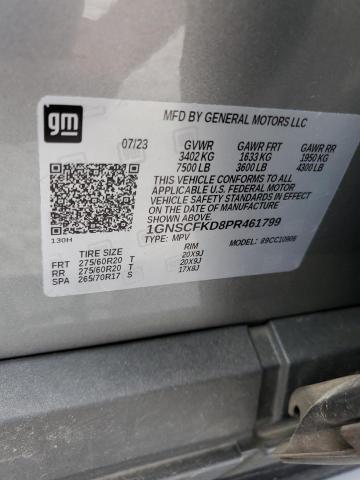 gm
MFD BY GENERAL MOTORS LLC
07/23 GVWR GAWR FRT GAWR RR
3402 KG 1633 KG 1950 KG
7500 LB 3600 LB 4300 LB
THIS VEHICLE CONFORMS TO ALL
APPLICABLE U.S. FEDERAL MOTOR
VEHICLE SAFETY STANDARDS IN EFFECT
ON THE DATE OF MANUFACTURE
SHOWN ABOVE.
1GNSCFKD8PR461799
130H TYPE: MPV MODEL: 89CC10906
TIRE SIZE RIM
FRT 275/60R20 T 20X9J
RR 275/60R20 T 20X9J
SPA 265/70R17 S 17X8J